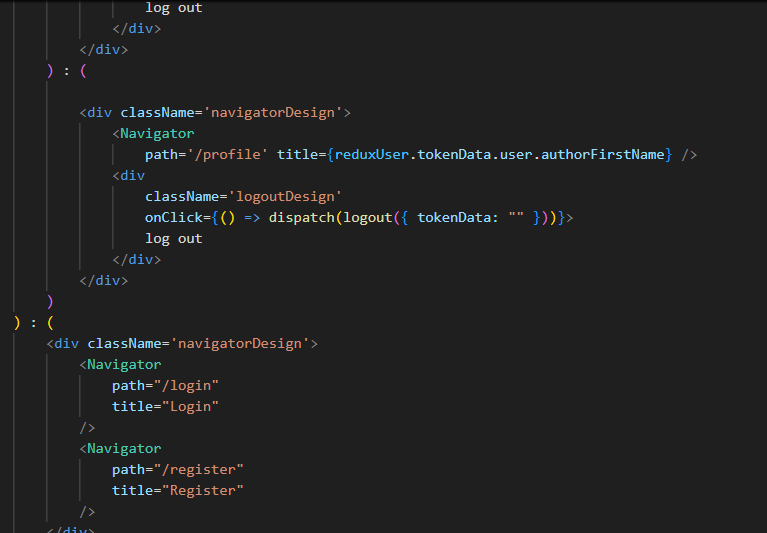 log out
</div>
</div>
) : (
<div className='navigatorDesign'>
<Navigator
path='/profile' title={reduxUser.tokenData.user.authorFirstName} />
<div
className='logoutDesign'
onClick={() => dispatch(logout({ tokenData: "" }))}>
log out
</div>
</div>
)
) : (
<div className='navigatorDesign'>
<Navigator
path="/login"
title="Login"
/>
<Navigator
path="/register"
title="Register"
/>
</div>